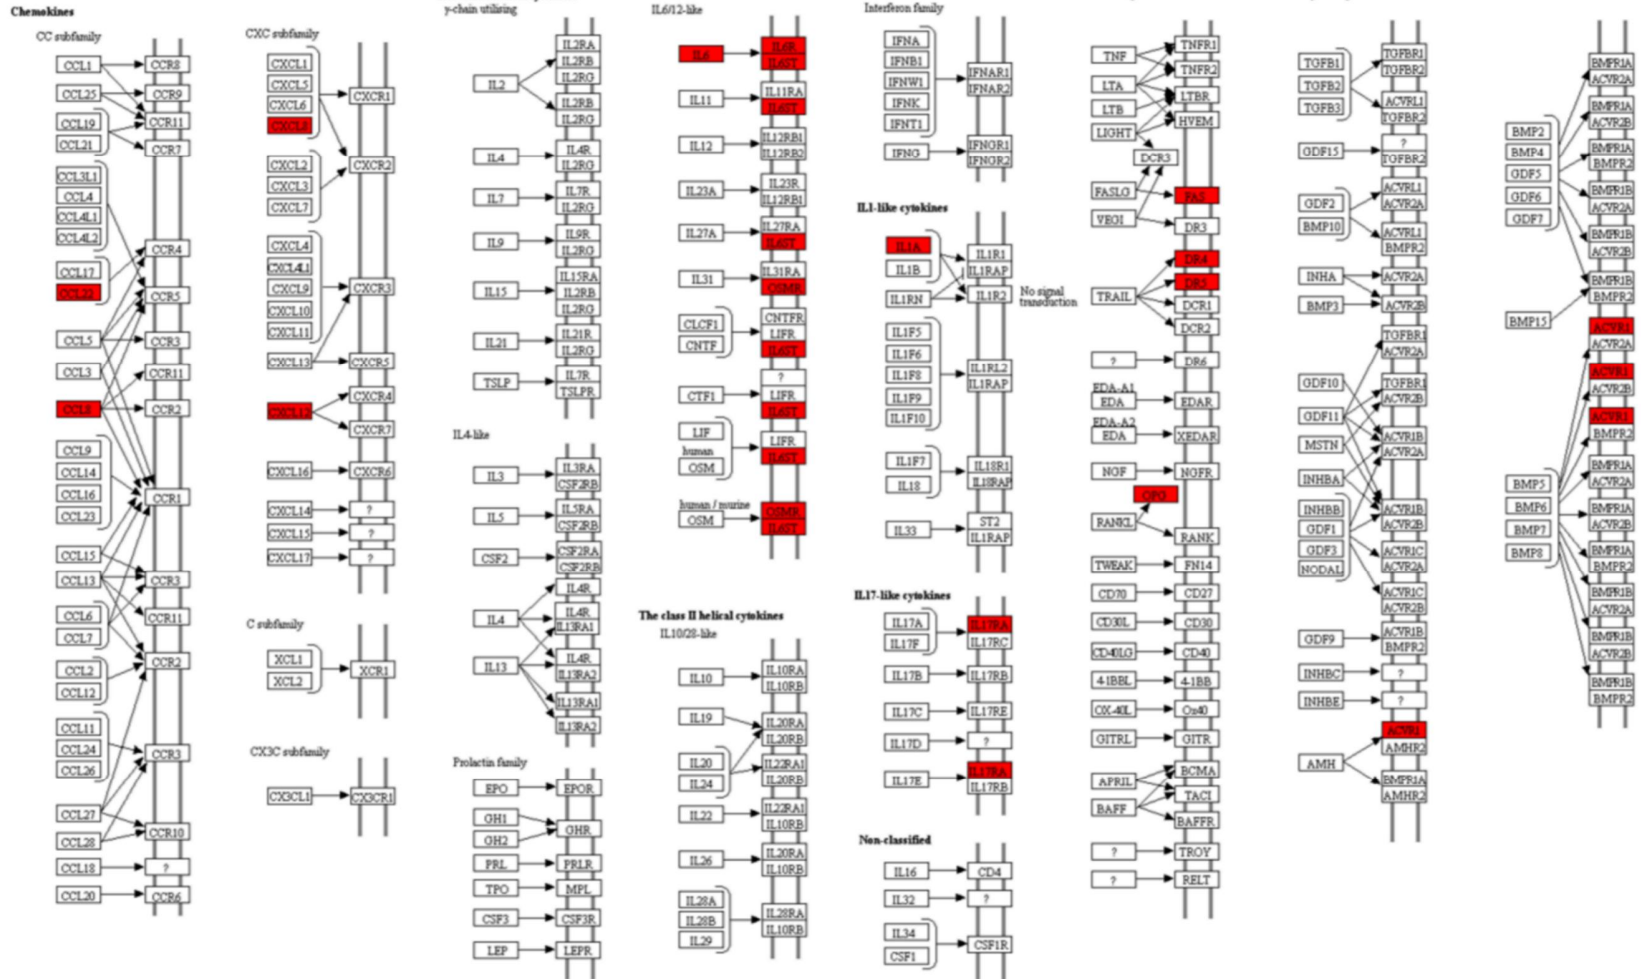 Chemokines
CC subfamily
CCL1
CCR8
CCL25
CCR9
CCR11
CCL19
CCL21
CCR7
CCL3L1
CCL4
CCL4L1
CCL4L2
CCR4
CCL17
CCL22
CCR5
CCL5
CCR3
CCL3
CCR11
CCL8
CCR2
CCL9
CCL14
CCL16
CCL23
CCR1
CCL15
CCL13
CCR3
CCL6
CCL7
CCR11
CCL2
CCL12
CCR2
CCL11
CCL24
CCL26
CCR3
CCL27
CCL28
CCR10
CCL18
?
CCL20
CCR6
CXC subfamily
CXCL1
CXCL5
CXCL6
CXCL8
CXCR1
CXCL2
CXCL3
CXCL7
CXCR2
CXCL4
CXCL4L1
CXCL9
CXCL10
CXCL11
CXCR3
CXCL13
CXCR5
CXCL12
CXCR4
CXCR7
CXCL16
CXCR6
CXCL14
?
CXCL15
?
CXCL17
?
C subfamily
XCL1
XCL2
XCR1
CX3C subfamily
CX3CL1
CX3CR1
γ-chain utilising
IL2
IL2RA
IL2RB
IL2RG
IL2RB
IL2RG
IL4
IL4R
IL2RG
IL7
IL7R
IL2RG
IL9
IL9R
IL2RG
IL15
IL15RA
IL2RB
IL2RG
IL21
IL21R
IL2RG
TSLP
IL7R
TSLPR
IL4-like
IL3
IL3RA
CSF2RB
IL5
IL5RA
CSF2RB
CSF2
CSF2RA
CSF2RB
IL4
IL4R
IL4R
IL13RA1
IL13
IL4R
IL13RA2
IL13RA1
IL13RA2
Prolactin family
EPO
EPOR
GH1
GH2
GHR
PRL
PRLR
TPO
MPL
CSF3
CSF3R
LEP
LEPR
IL6/12-like
IL6
IL6R
IL6ST
IL11
IL11RA
IL6ST
IL12
IL12RB1
IL12RB2
IL23A
IL23R
IL12RB1
IL27A
IL27RA
IL6ST
IL31
IL31RA
OSMR
CLCF1
CNTF
CNTFR
LIFR
IL6ST
CTF1
?
LIFR
IL6ST
LIF
human
OSM
LIFR
IL6ST
human / murine
OSM
OSMR
IL6ST
The class II helical cytokines
IL10/28-like
IL10
IL10RA
IL10RB
IL19
IL20RA
IL20RB
IL20
IL24
IL22RA1
IL20RB
IL22
IL22RA1
IL10RB
IL26
IL20RA
IL10RB
IL28A
IL28B
IL29
IL28RA
IL10RB
Interferon family
IFNA
IFNB1
IFNW1
IFNK
IFNT1
IFNAR1
IFNAR2
IFNG
IFNGR1
IFNGR2
IL1-like cytokines
IL1A
IL1B
IL1R1
IL1RAP
IL1RN
IL1R2
No signal
transduction
IL1F5
IL1F6
IL1F8
IL1F9
IL1F10
IL1RL2
IL1RAP
IL1F7
IL18
IL18R1
IL18RAP
IL33
ST2
IL1RAP
IL17-like cytokines
IL17A
IL17F
IL17RA
IL17RC
IL17B
IL17RB
IL17C
IL17RE
IL17D
?
IL17E
IL17RA
IL17RB
Non-classified
IL16
CD4
IL32
?
IL34
CSF1
CSF1R
TNF
TNFR1
TNFR2
LTA
LTB
LTBR
LIGHT
HVEM
DCR3
FASLG
FAS
VEGI
DR3
DR4
DR5
TRAIL
DCR1
DCR2
?
DR6
EDA-A1
EDA
EDAR
EDA-A2
EDA
XEDAR
NGF
NGFR
OPG
RANKL
RANK
TWEAK
FN14
CD70
CD27
CD30L
CD30
CD40LG
CD40
4-1BBL
4-1BB
OX-40L
Ox40
GITRL
GITR
APRIL
BCMA
TACI
BAFF
BAFFR
?
TROY
?
RELT
TGFB1
TGFB2
TGFB3
TGFBR1
TGFBR2
ACVRL1
TGFBR2
GDF15
?
TGFBR2
GDF2
BMP10
ACVRL1
ACVR2A
ACVRL1
BMPR2
INHA
ACVR2A
BMP3
ACVR2B
TGFBR1
ACVR2A
GDF10
TGFBR1
ACVR2B
GDF11
MSTN
ACVR1B
ACVR2A
INHBA
INHBB
GDF1
GDF3
NODAL
ACVR1B
ACVR2B
ACVR1C
ACVR2A
ACVR1C
ACVR2B
GDF9
ACVR1B
BMPR2
INHBC
?
INHBE
?
AMH
ACVR1
AMHR2
BMPR1A
AMHR2
BMP2
BMP4
GDF5
GDF6
GDF7
BMPR1A
ACVR2A
BMPR1A
ACVR2B
BMPR1A
BMPR2
BMPR1B
ACVR2A
BMPR1B
ACVR2B
BMPR1B
BMPR2
BMP15
ACVR1
ACVR2A
ACVR1
ACVR2B
ACVR1
BMPR2
BMP5
BMP6
BMP7
BMP8
BMPR1A
ACVR2A
BMPR1A
ACVR2B
BMPR1A
BMPR2
BMPR1B
ACVR2A
BMPR1B
ACVR2B
BMPR1B
BMPR2